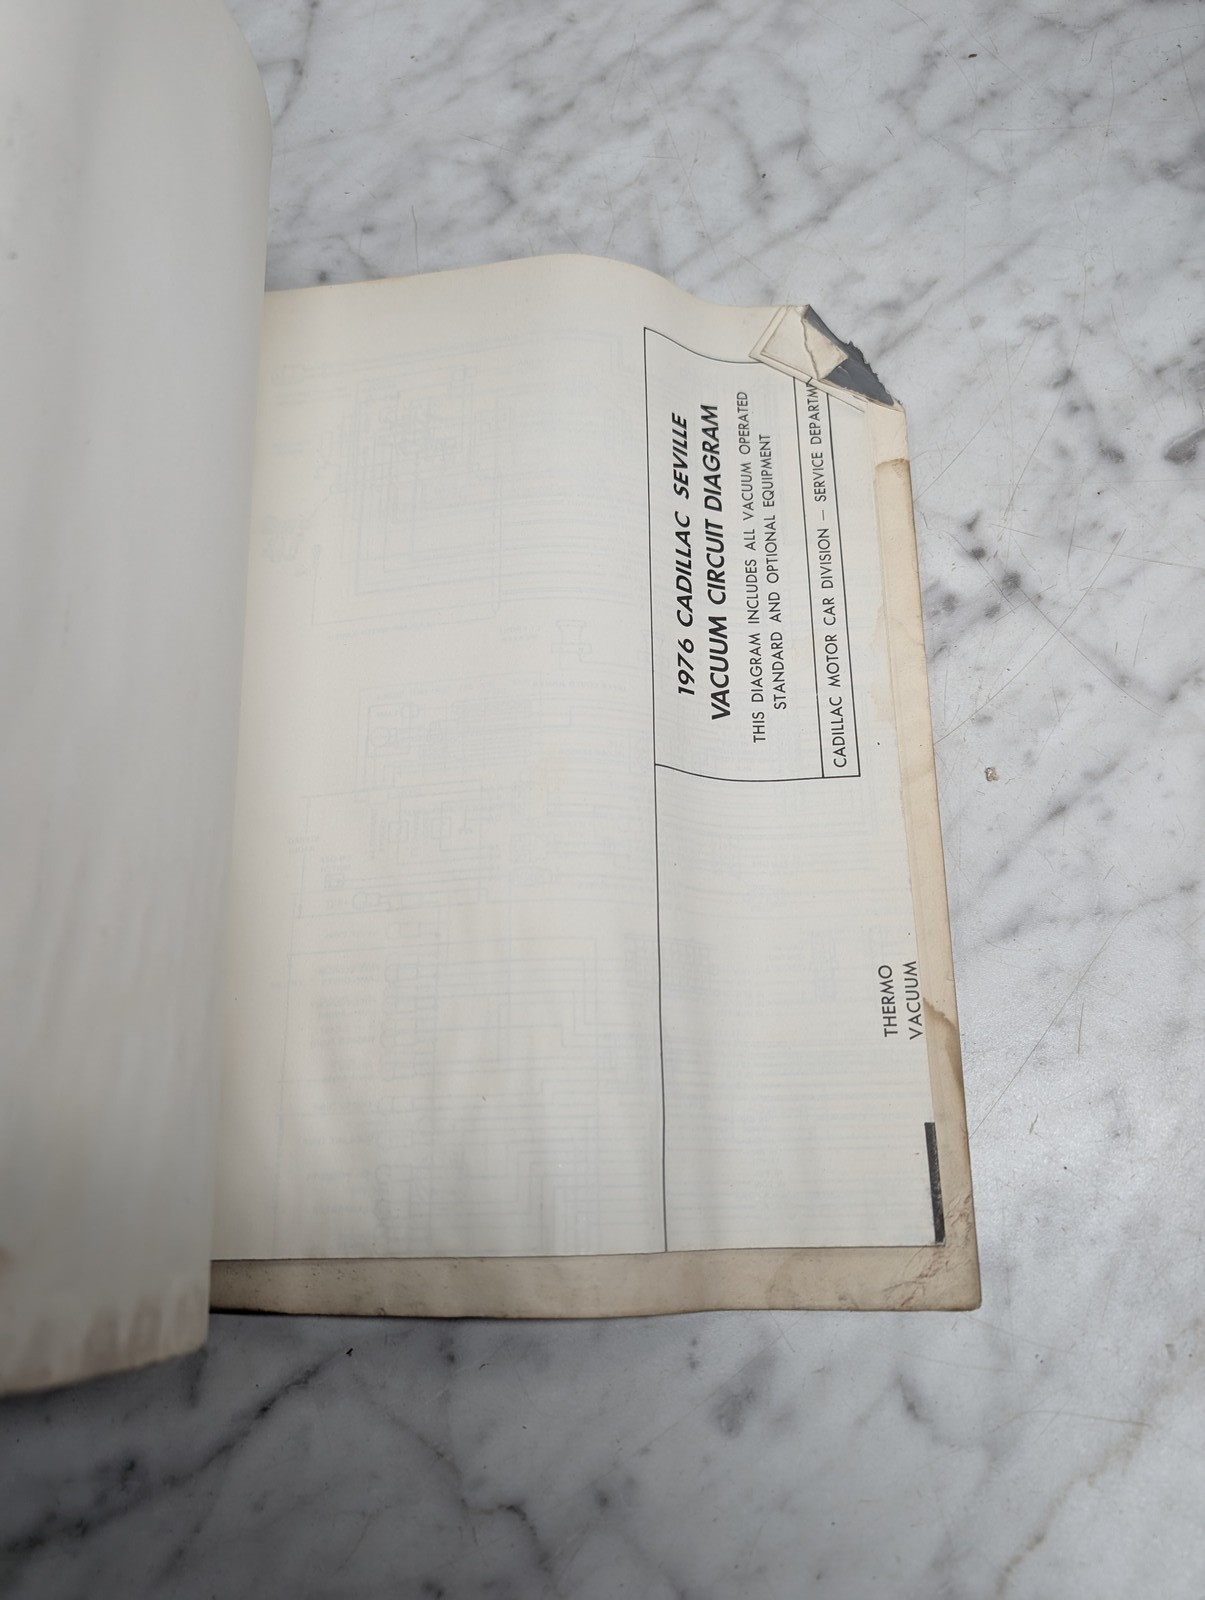 1976 CADILLAC SEVILLE
VACUUM CIRCUIT DIAGRAM
THIS DIAGRAM INCLUDES ALL VACUUM OPERATED
STANDARD AND OPTIONAL EQUIPMENT
CADILLAC MOTOR CAR DIVISION — SERVICE DEPARTM
THERMO
VACUUM